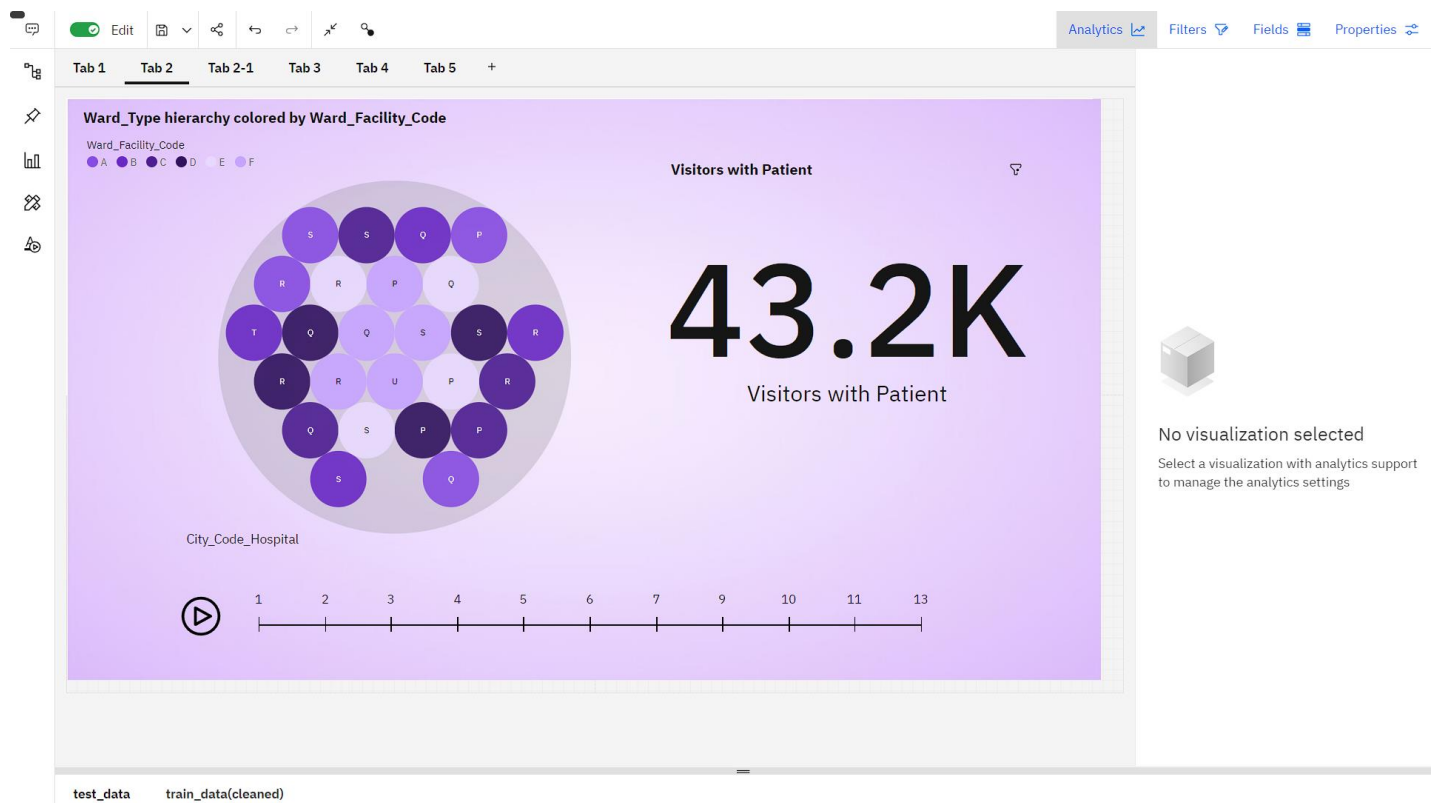 Edit
Analytics
Filters
Fields
Properties
Tab 1 Tab 2 Tab 2-1 Tab 3 Tab 4 Tab 5 +
Ward_Type hierarchy colored by Ward_Facility_Code
Ward_Facility_Code
A B C D E F
Visitors with Patient
S S Q P
R R P Q
T Q Q S S R
R R U P R
Q S P P
S Q
43.2K
Visitors with Patient
City_Code_Hospital
1 2 3 4 5 6 7 9 10 11 13
No visualization selected
Select a visualization with analytics support
to manage the analytics settings
test_data train_data(cleaned)